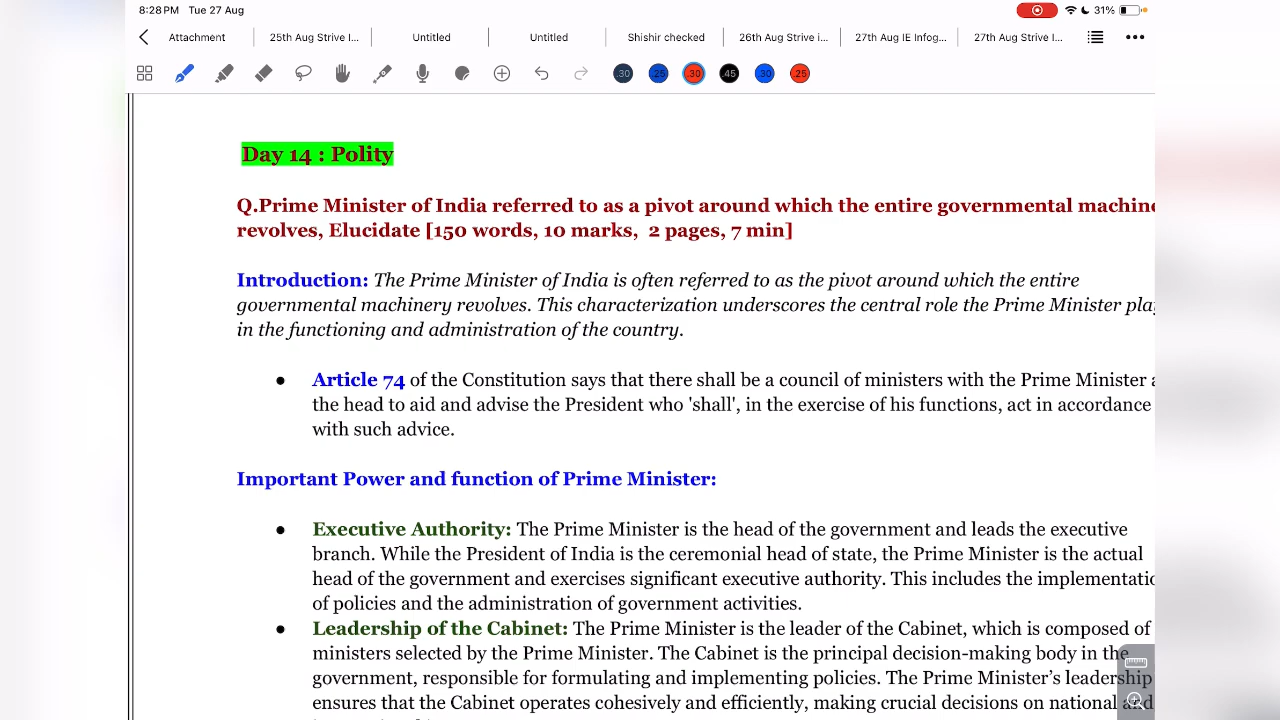 8:28 PM Tue 27 Aug
31%
Attachment
25th Aug Strive I...
Untitled
Untitled
Shishir checked
26th Aug Strive i...
27th Aug IE Infog...
27th Aug Strive I...
.30 .25 .30 .45 .30 .25
Day 14 : Polity
Q.Prime Minister of India referred to as a pivot around which the entire governmental machine
revolves, Elucidate [150 words, 10 marks, 2 pages, 7 min]
Introduction: The Prime Minister of India is often referred to as the pivot around which the entire
governmental machinery revolves. This characterization underscores the central role the Prime Minister pla
in the functioning and administration of the country.
● Article 74 of the Constitution says that there shall be a council of ministers with the Prime Minister
the head to aid and advise the President who 'shall', in the exercise of his functions, act in accordance
with such advice.
Important Power and function of Prime Minister:
● Executive Authority: The Prime Minister is the head of the government and leads the executive
branch. While the President of India is the ceremonial head of state, the Prime Minister is the actual
head of the government and exercises significant executive authority. This includes the implementatio
of policies and the administration of government activities.
● Leadership of the Cabinet: The Prime Minister is the leader of the Cabinet, which is composed of
ministers selected by the Prime Minister. The Cabinet is the principal decision-making body in the
government, responsible for formulating and implementing policies. The Prime Minister's leadership
ensures that the Cabinet operates cohesively and efficiently, making crucial decisions on national and